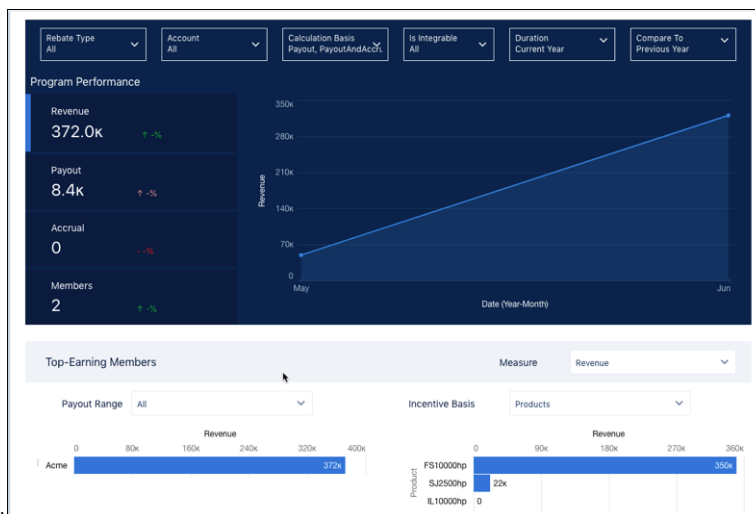 Rebate Type
All
Account
All
Calculation Basis
Payout, PayoutAndAccru
Is Integrable
All
Duration
Current Year
Compare To
Previous Year
Program Performance
Revenue
372.0K
↑ -%
Payout
8.4K
↑ -%
Accrual
0
- -%
Members
2
↑ -%
350K
280K
210K
140K
70K
0
Revenue
May
Jun
Date (Year-Month)
Top-Earning Members
Measure
Revenue
Payout Range
All
Incentive Basis
Products
Revenue
0 80K 160K 240K 320K 400K
Acme
372K
Revenue
0 90K 180K 270K 360K
Product
FS10000hp
350K
SJ2500hp
22K
IL10000hp
0